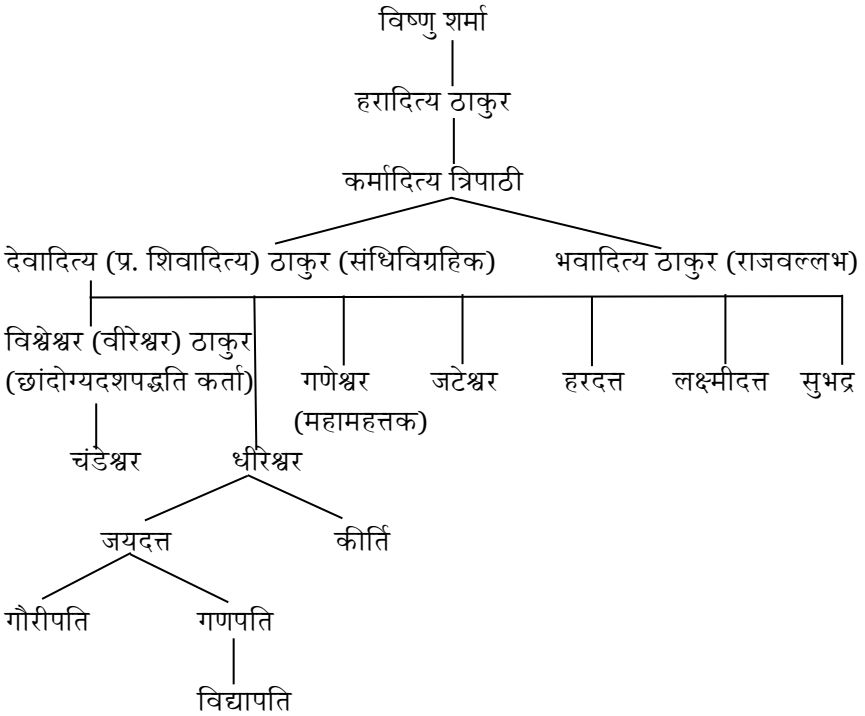 विष्णु शर्मा
हरादित्य ठाकुर
कर्मादित्य त्रिपाठी
देवादित्य (प्र. शिवादित्य) ठाकुर (संधिविग्रहिक) भवादित्य ठाकुर (राजवल्लभ)
विश्वेश्वर (वीरेश्वर) ठाकुर
(छांदोग्यदशपद्धति कर्ता) गणेश्वर जटेश्वर हरदत्त लक्ष्मीदत्त सुभद्र
(महामहत्तक)
चंडेश्वर धीरेश्वर
जयदत्त कीर्ति
गौरीपति गणपति
विद्यापति